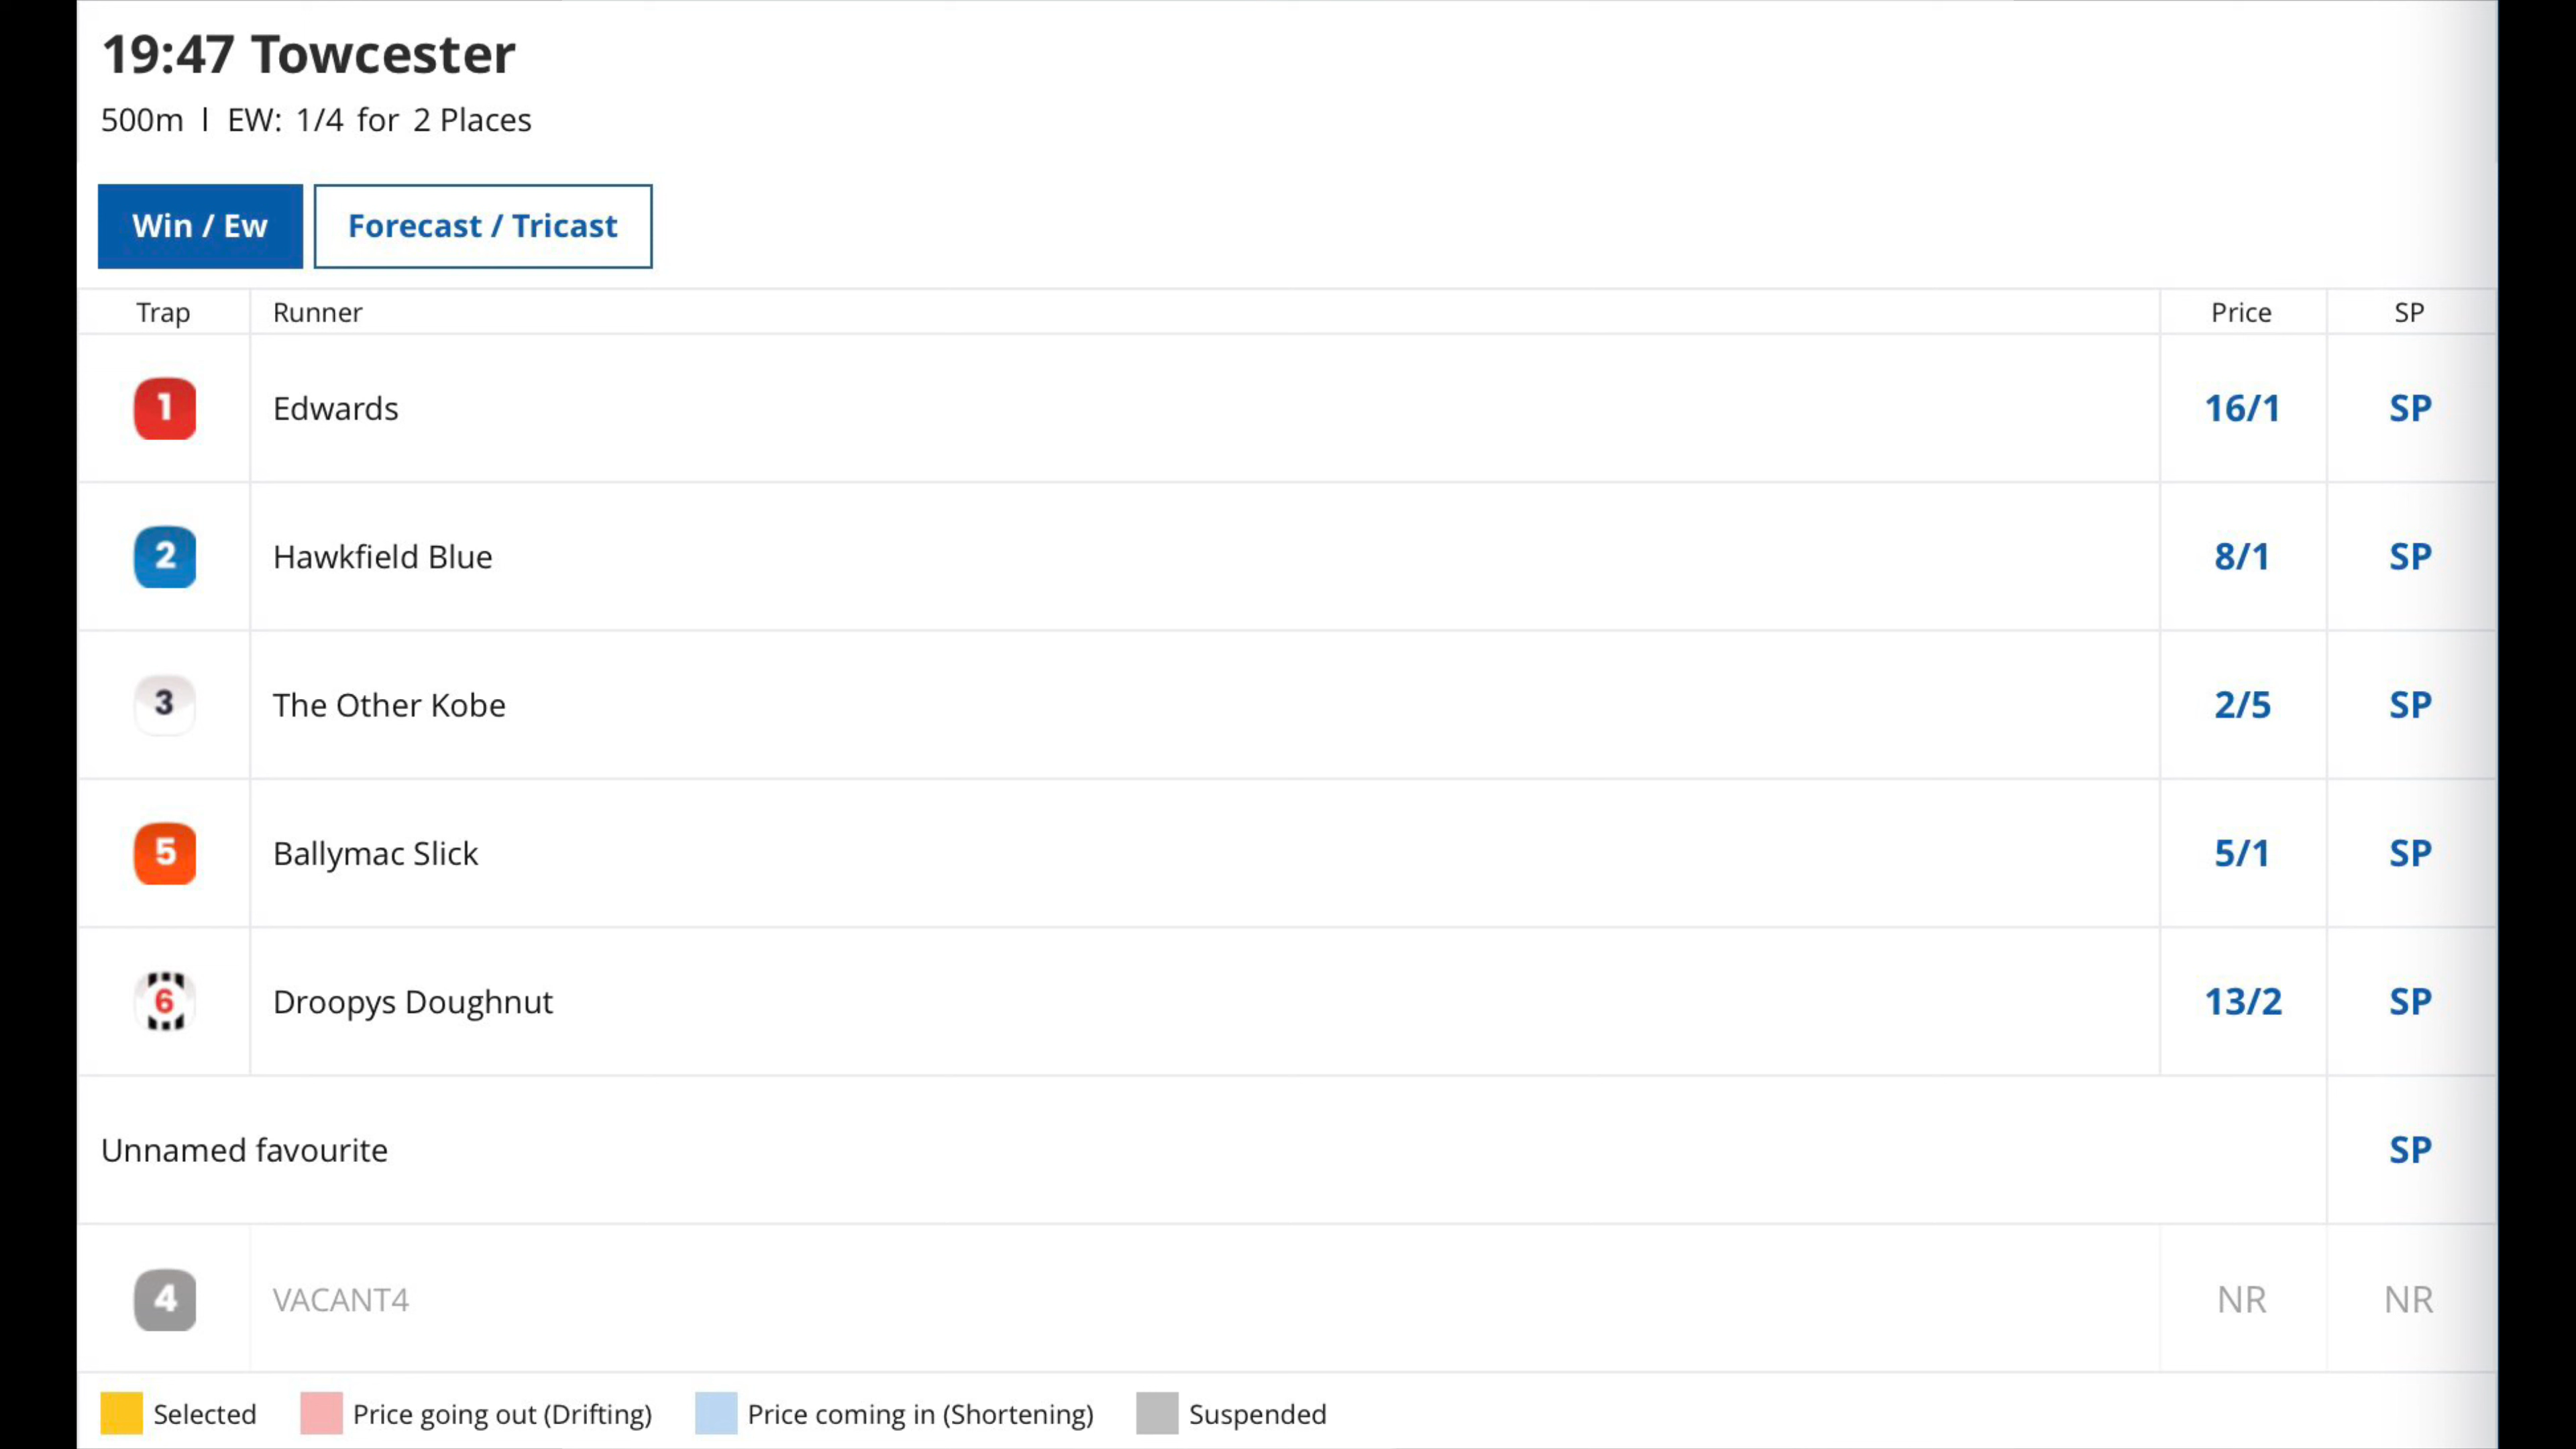 19:47 Towcester
500m | EW: 1/4 for 2 Places
Win / Ew Forecast / Tricast
Trap Runner Price SP
1 Edwards 16/1 SP
2 Hawkfield Blue 8/1 SP
3 The Other Kobe 2/5 SP
5 Ballymac Slick 5/1 SP
6 Droopys Doughnut 13/2 SP
Unnamed favourite SP
4 VACANT4 NR NR
Selected Price going out (Drifting) Price coming in (Shortening) Suspended